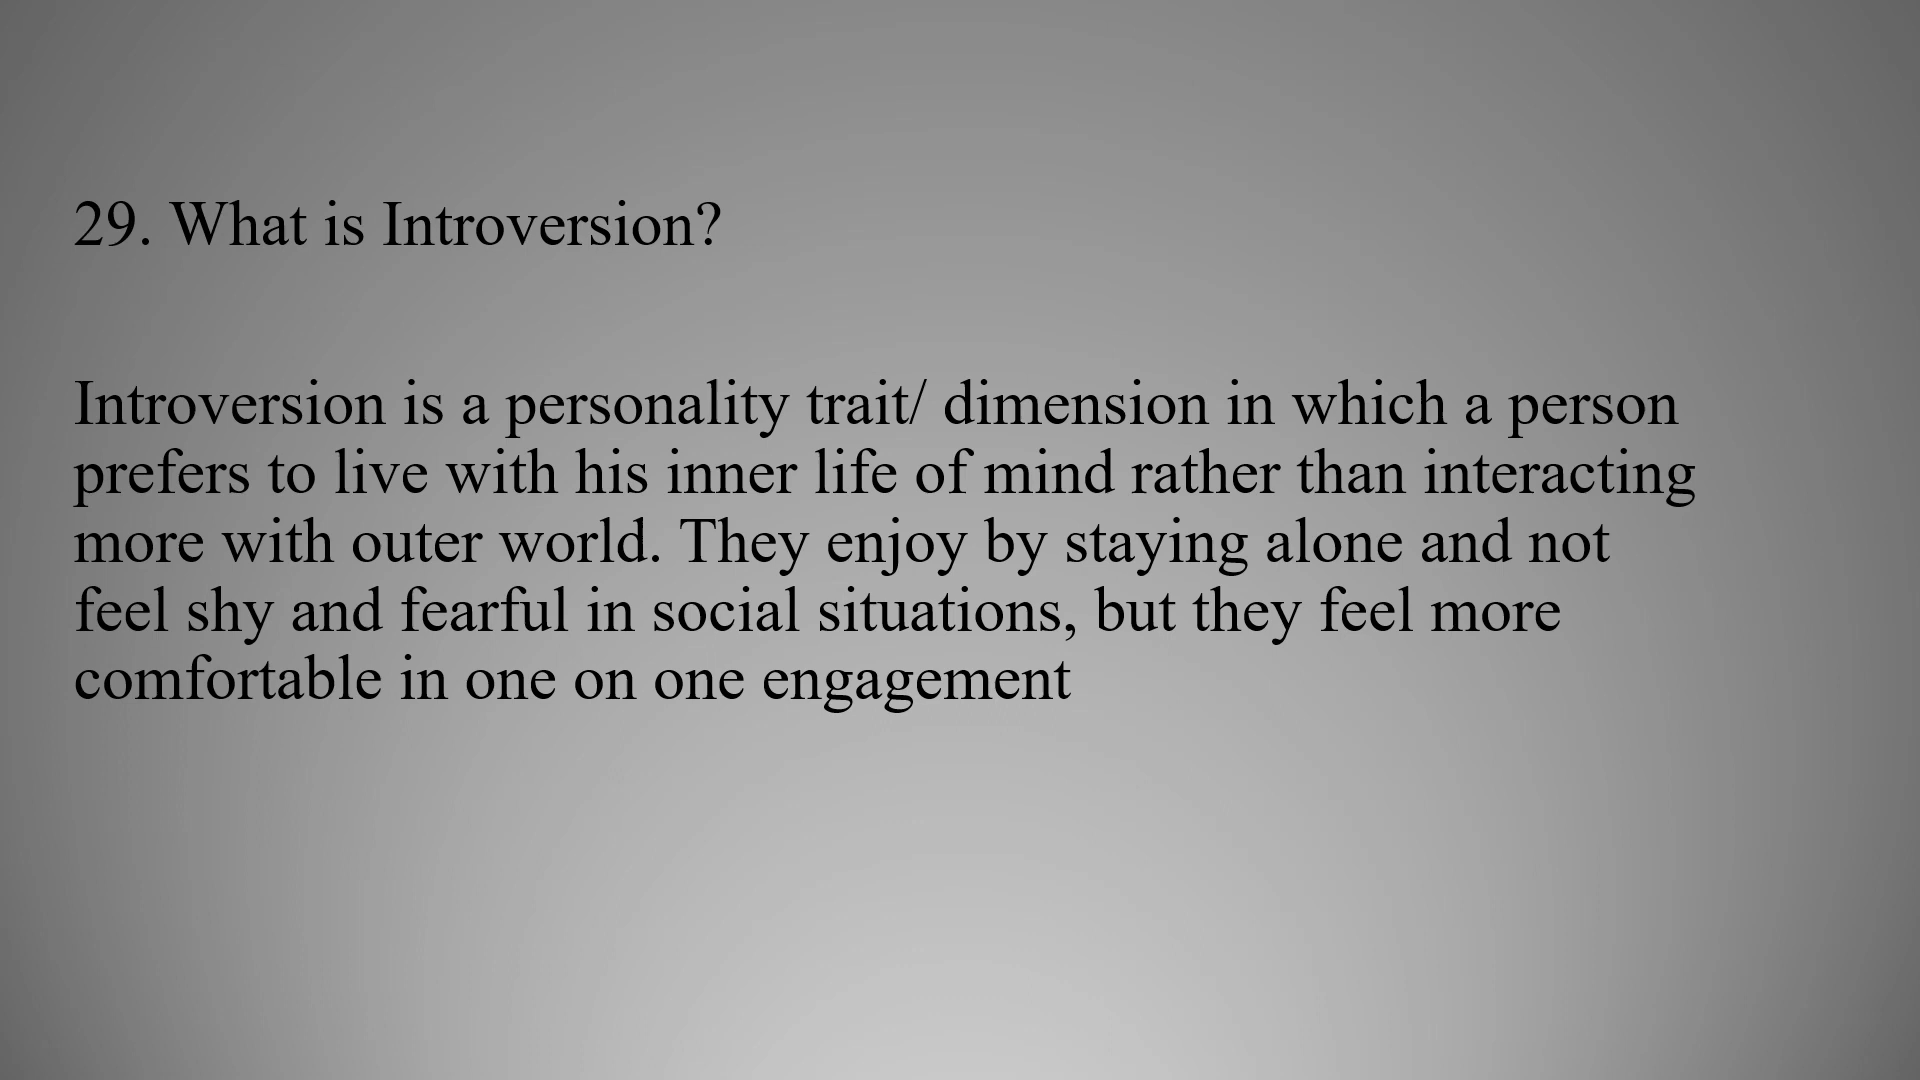 29. What is Introversion?
Introversion is a personality trait/ dimension in which a person
prefers to live with his inner life of mind rather than interacting
more with outer world. They enjoy by staying alone and not
feel shy and fearful in social situations, but they feel more
comfortable in one on one engagement